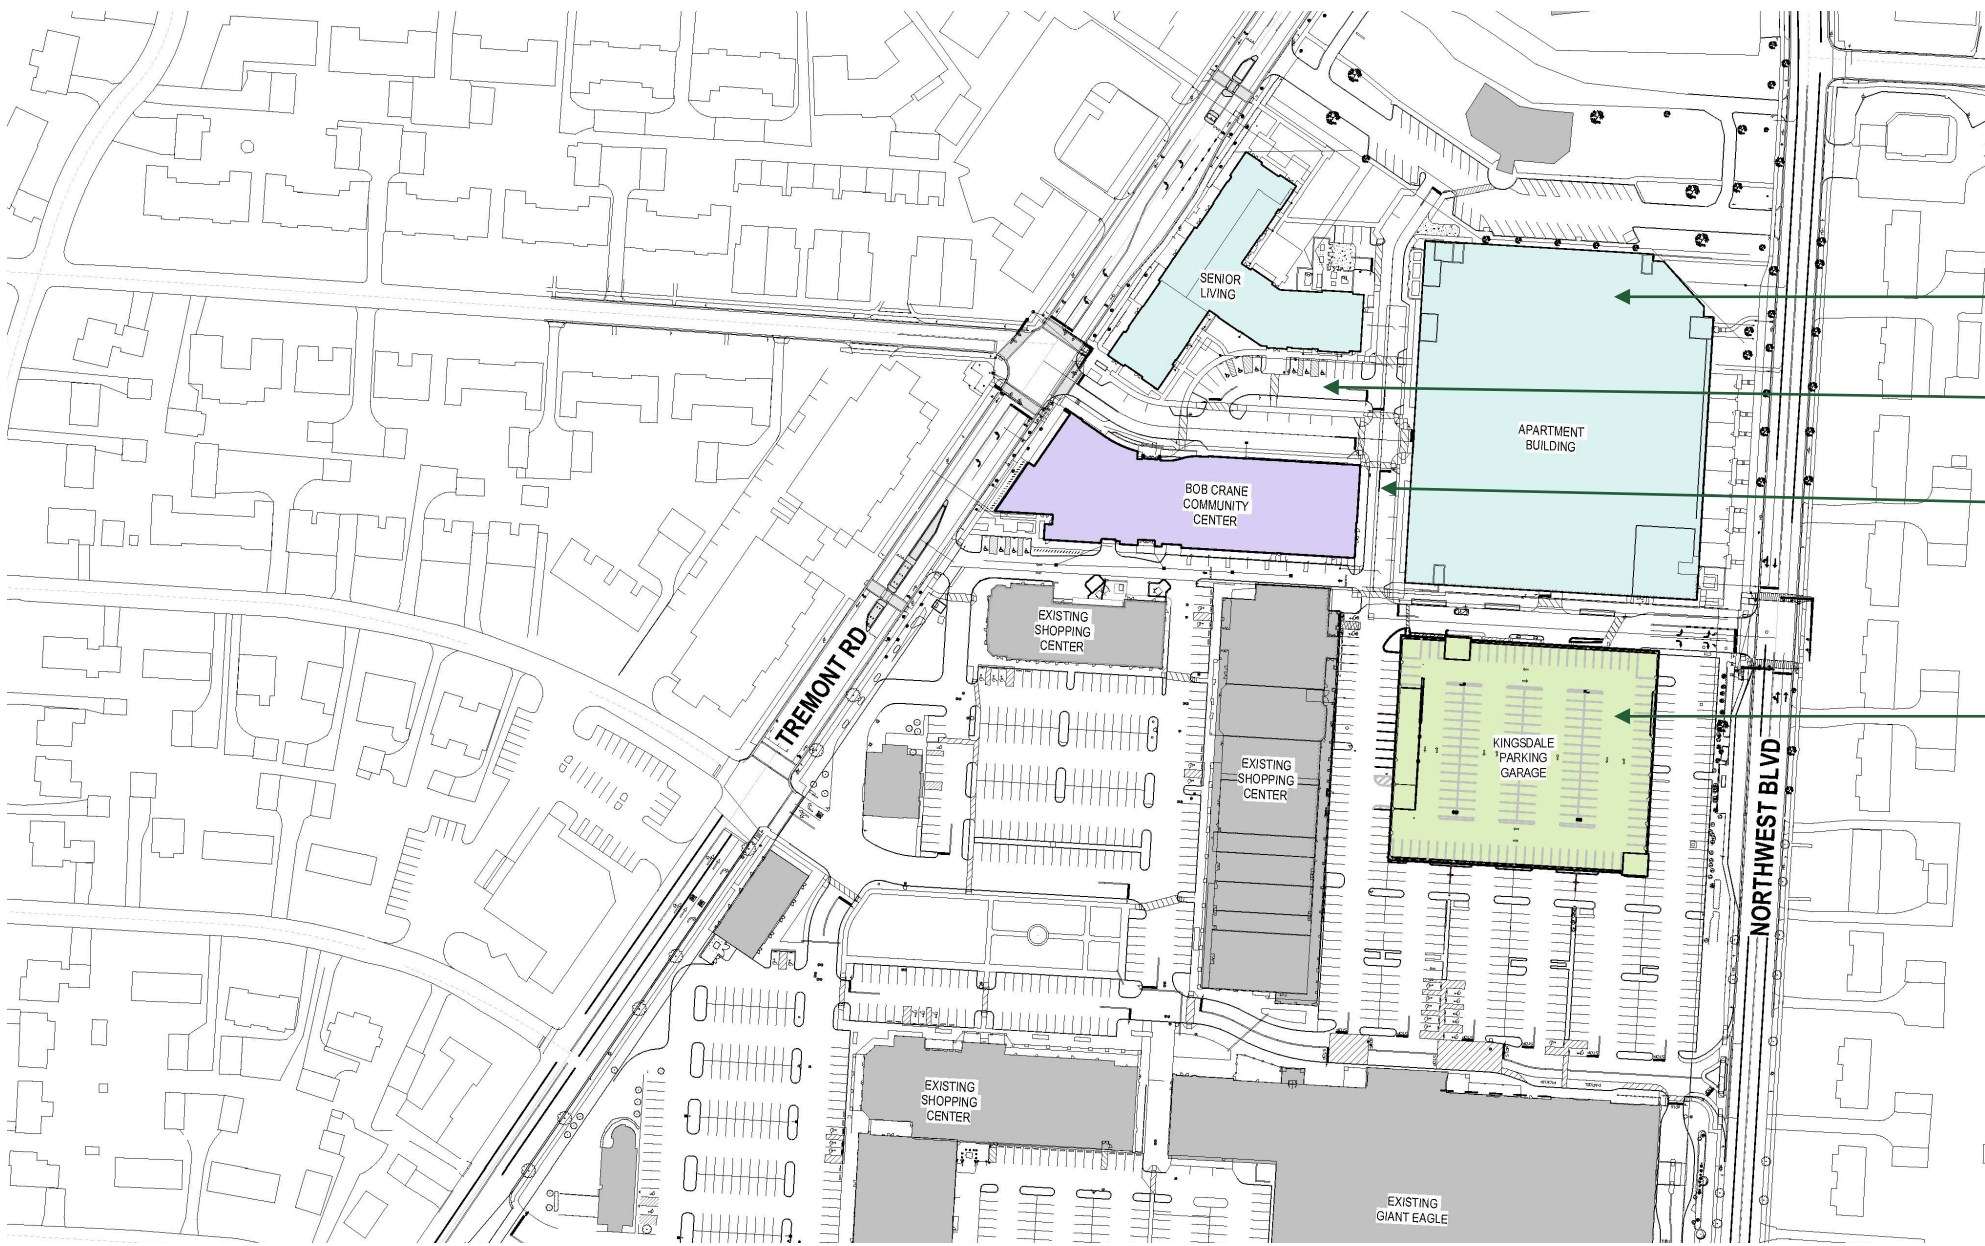 SENIOR
LIVING
APARTMENT
BUILDING
BOB CRANE
COMMUNITY
CENTER
EXISTING
SHOPPING
CENTER
TREMONT RD
EXISTING
SHOPPING
CENTER
KINGSDALE
PARKING
GARAGE
NORTHWEST BLVD
EXISTING
SHOPPING
CENTER
EXISTING
GIANT EAGLE